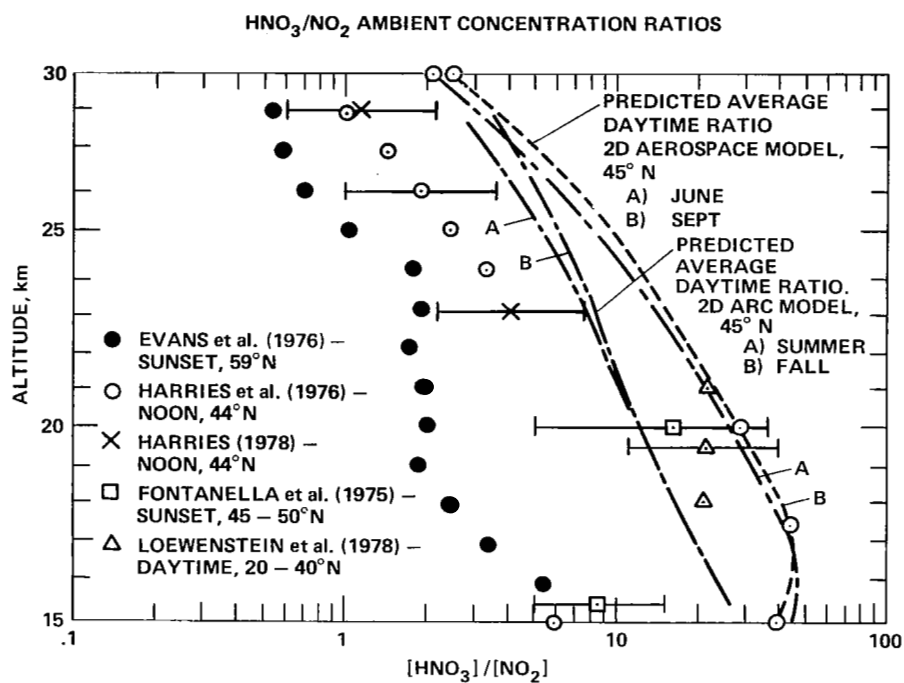 HNO3/NO2 AMBIENT CONCENTRATION RATIOS
30
25
20
15
ALTITUDE, km
PREDICTED AVERAGE
DAYTIME RATIO
2D AEROSPACE MODEL,
45° N
A) JUNE
B) SEPT
A
B
PREDICTED
AVERAGE
DAYTIME RATIO.
2D ARC MODEL,
45° N
A) SUMMER
B) FALL
EVANS et al. (1976) –
SUNSET, 59°N
HARRIES et al. (1976) –
NOON, 44°N
HARRIES (1978) –
NOON, 44°N
FONTANELLA et al. (1975) –
SUNSET, 45 – 50°N
LOEWENSTEIN et al. (1978) –
DAYTIME, 20 – 40°N
A
B
.1
1
10
100
[HNO3]/[NO2]